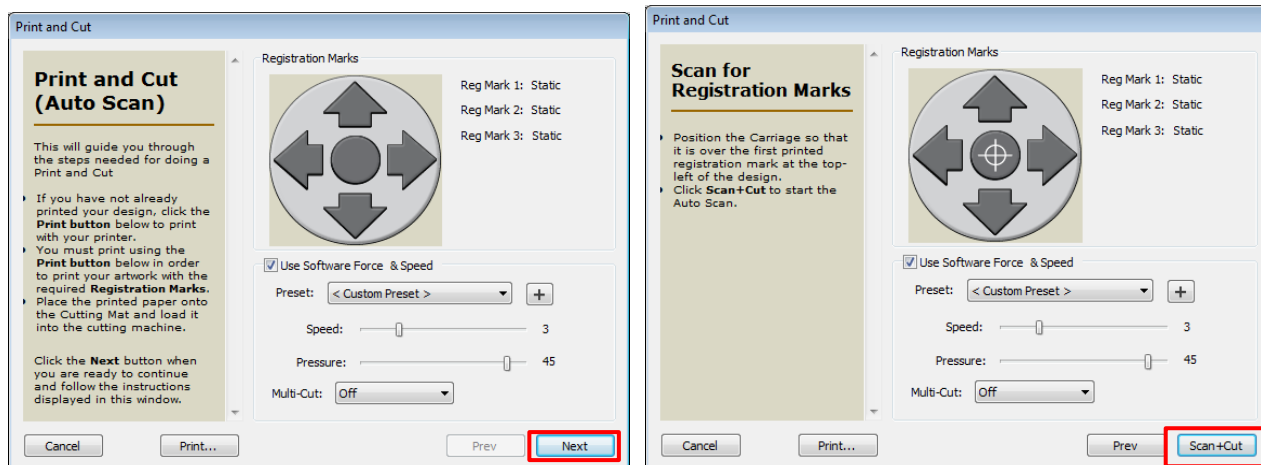 Print and Cut
Print and Cut
(Auto Scan)
This will guide you through
the steps needed for doing a
Print and Cut
If you have not already
printed your design, click the
Print button below to print
with your printer.
You must print using the
Print button below in order
to print your artwork with the
required Registration Marks.
Place the printed paper onto
the Cutting Mat and load it
into the cutting machine.
Click the Next button when
you are ready to continue
and follow the instructions
displayed in this window.
Registration Marks
Reg Mark 1: Static
Reg Mark 2: Static
Reg Mark 3: Static
Use Software Force & Speed
Preset: < Custom Preset > +
Speed: 3
Pressure: 45
Multi-Cut: Off
Cancel Print... Prev Next
Print and Cut
Scan for
Registration Marks
Position the Carriage so that
it is over the first printed
registration mark at the top-
left of the design.
Click Scan+Cut to start the
Auto Scan.
Registration Marks
Reg Mark 1: Static
Reg Mark 2: Static
Reg Mark 3: Static
Use Software Force & Speed
Preset: < Custom Preset > +
Speed: 3
Pressure: 45
Multi-Cut: Off
Cancel Print... Prev Scan+Cut